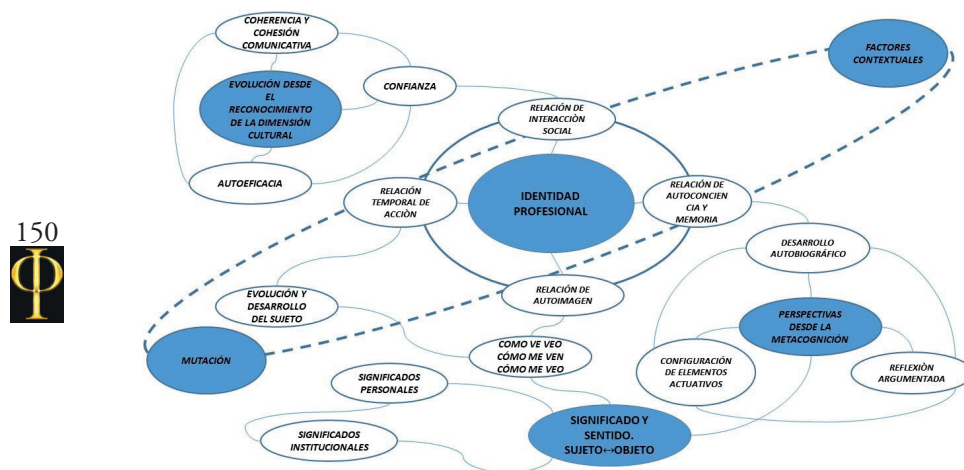 COHERENCIA Y
COHESIÓN
COMUNICATIVA
FACTORES
CONTEXTUALES
EVOLUCIÓN DESDE
EL
RECONOCIMIENTO
DE LA DIMENSIÓN
CULTURAL
CONFIANZA
RELACIÓN DE
INTERACCIÒN
SOCIAL
AUTOEFICACIA
RELACIÓN
TEMPORAL DE
ACCIÒN
IDENTIDAD
PROFESIONAL
RELACIÓN DE
AUTOCONCIEN
CIA Y
MEMORIA
150
DESARROLLO
AUTOBIOGRÁFICO
EVOLUCIÓN Y
DESARROLLO
DEL SUJETO
RELACIÓN DE
AUTOIMAGEN
PERSPECTIVAS
DESDE LA
METACOGNICIÓN
MUTACIÓN
COMO VE VEO
CÓMO ME VEN
CÓMO ME VEO
CONFIGURACIÓN
DE ELEMENTOS
ACTUATIVOS
REFLEXIÒN
ARGUMENTADA
SIGNIFICADOS
PERSONALES
SIGNIFICADO Y
SENTIDO.
SUJETO↔OBJETO
SIGNIFICADOS
INSTITUCIONALES